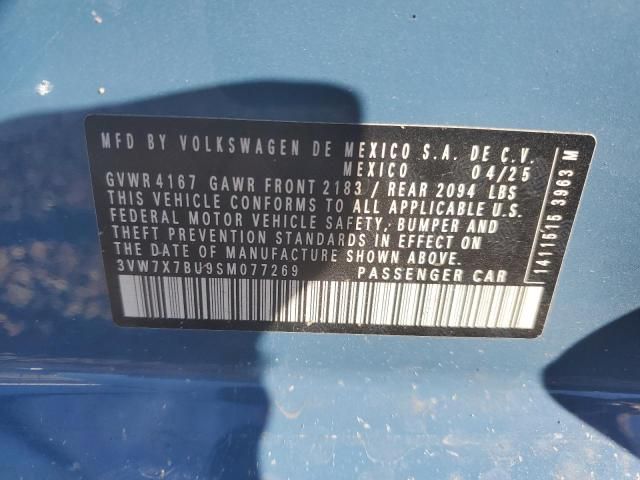 MFD BY VOLKSWAGEN DE MEXICO S.A. DE C.V.
MEXICO 04/25
GVWR 4167 GAWR FRONT 2183 / REAR 2094 LBS
THIS VEHICLE CONFORMS TO ALL APPLICABLE U.S.
FEDERAL MOTOR VEHICLE SAFETY, BUMPER AND
THEFT PREVENTION STANDARDS IN EFFECT ON
THE DATE OF MANUFACTURE SHOWN ABOVE.
3VW7X7BU9SM077269 PASSENGER CAR
1411516 3963 M